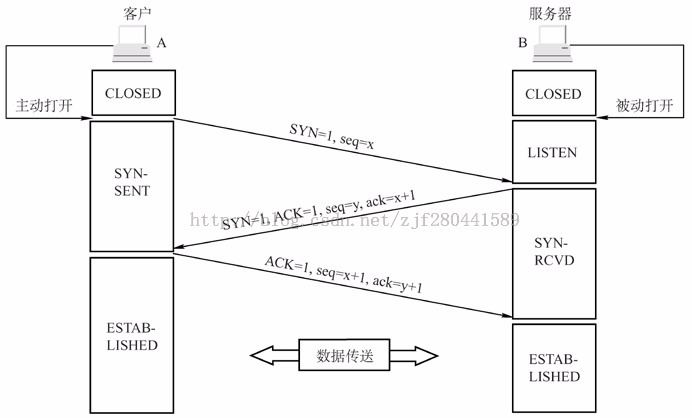 客户
服务器
A
B
CLOSED
CLOSED
主动打开
被动打开
SYN=1, seq=x
LISTEN
SYN-
SENT
SYN=1, ACK=1, seq=y, ack=x+1
http://blog.csdn.net/zjf280441589
SYN-
RCVD
ACK=1, seq=x+1, ack=y+1
ESTAB-
LISHED
数据传送
ESTAB-
LISHED